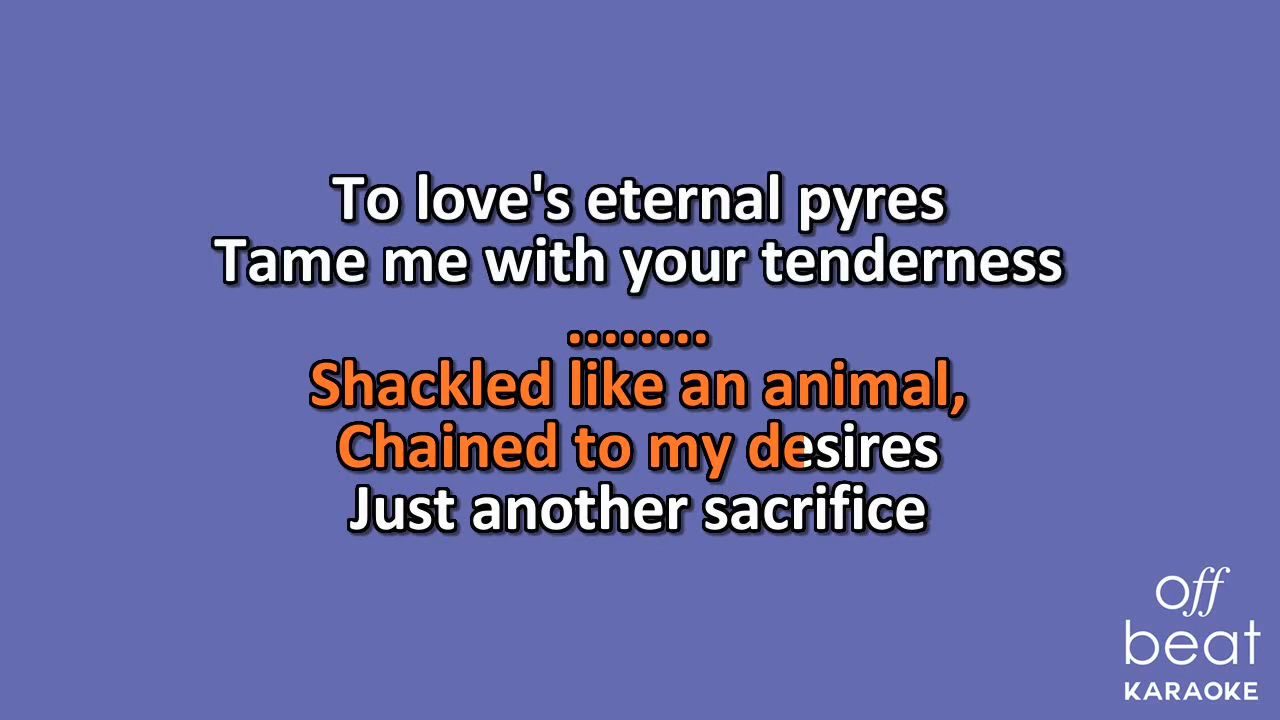 To love's eternal pyres
Tame me with your tenderness
........
Shackled like an animal,
Chained to my desires
Just another sacrifice
off
beat
KARAOKE